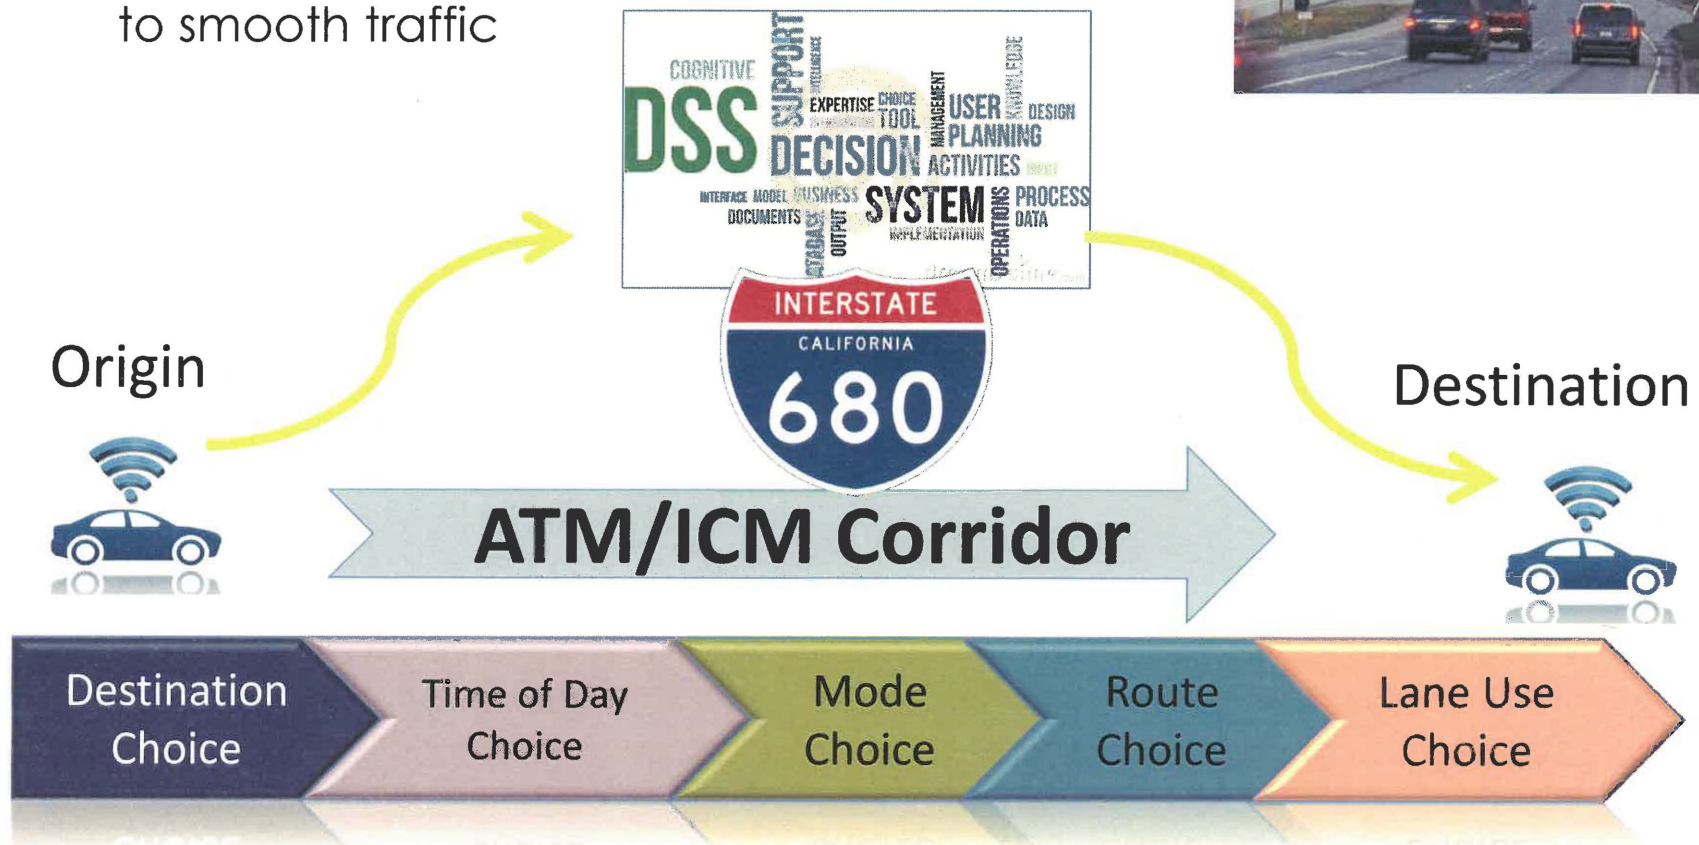 to smooth traffic
COGNITIVE
DSS
SUPPORT
INTELLIGENCE
EXPERTISE
CHOICE
TOOL
MANAGEMENT
USER
KNOWLEDGE
DESIGN
PLANNING
DECISION
ACTIVITIES
INTERFACE MODEL BUSINESS
SYSTEM
OPERATIONS
PROCESS
DOCUMENTS
OUTPUT
DATA
IMPLEMENTATION
INTERSTATE
CALIFORNIA
680
Origin
Destination
ATM/ICM Corridor
Destination
Choice
Time of Day
Choice
Mode
Choice
Route
Choice
Lane Use
Choice